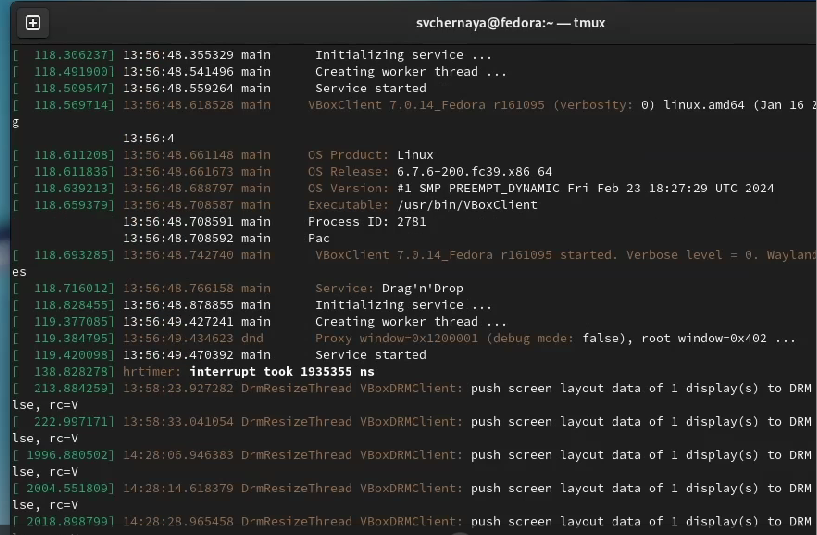 svchernaya@fedora:~ — tmux
[  118.306237] 13:56:48.355329 main     Initializing service ...
[  118.491900] 13:56:48.541496 main     Creating worker thread ...
[  118.509547] 13:56:48.559264 main     Service started
[  118.569714] 13:56:48.618528 main     VBoxClient 7.0.14_Fedora r161095 (verbosity: 0) linux.amd64 (Jan 16 2
g
13:56:4
[  118.611208] 13:56:48.661148 main     OS Product: Linux
[  118.611836] 13:56:48.661673 main     OS Release: 6.7.6-200.fc39.x86_64
[  118.639213] 13:56:48.688797 main     OS Version: #1 SMP PREEMPT_DYNAMIC Fri Feb 23 18:27:29 UTC 2024
[  118.659379] 13:56:48.708587 main     Executable: /usr/bin/VBoxClient
13:56:48.708591 main     Process ID: 2781
13:56:48.708592 main     Pac
[  118.693285] 13:56:48.742740 main     VBoxClient 7.0.14_Fedora r161095 started. Verbose level = 0. Wayland
es
[  118.716012] 13:56:48.766158 main     Service: Drag'n'Drop
[  118.828455] 13:56:48.878855 main     Initializing service ...
[  119.377085] 13:56:49.427241 main     Creating worker thread ...
[  119.384795] 13:56:49.434623 dnd      Proxy window=0x1200001 (debug mode: false), root window=0x402 ...
[  119.420098] 13:56:49.470392 main     Service started
[  138.828278] hrtimer: interrupt took 1935355 ns
[  213.884259] 13:58:23.927282 DrmResizeThread VBoxDRMClient: push screen layout data of 1 display(s) to DRM
lse, rc=V
[  222.997171] 13:58:33.041054 DrmResizeThread VBoxDRMClient: push screen layout data of 1 display(s) to DRM
lse, rc=V
[ 1996.880502] 14:28:06.946383 DrmResizeThread VBoxDRMClient: push screen layout data of 1 display(s) to DRM
lse, rc=V
[ 2004.551809] 14:28:14.618379 DrmResizeThread VBoxDRMClient: push screen layout data of 1 display(s) to DRM
lse, rc=V
[ 2018.898799] 14:28:28.965458 DrmResizeThread VBoxDRMClient: push screen layout data of 1 display(s) to DRM